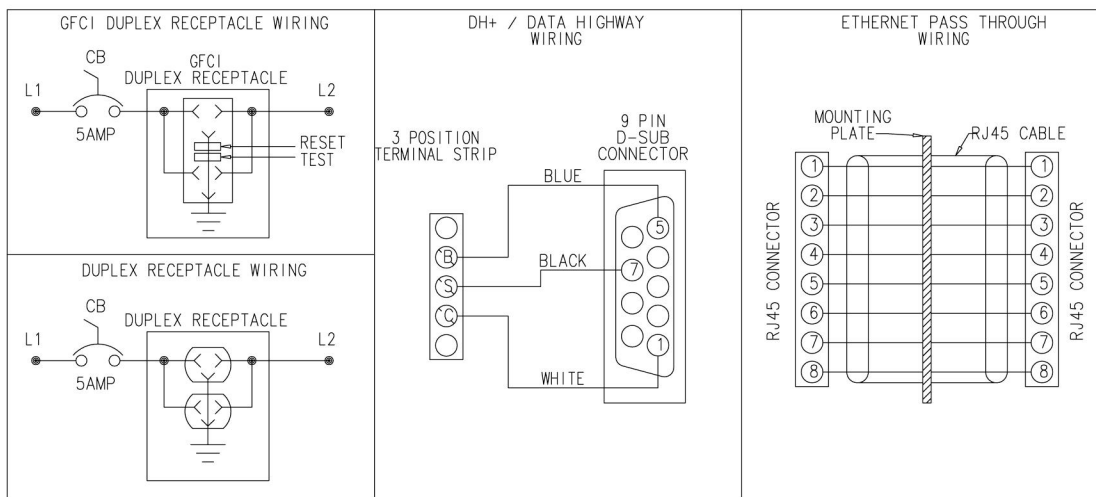 GFCI DUPLEX RECEPTACLE WIRING
CB
GFCI
DUPLEX RECEPTACLE
L1
L2
5AMP
RESET
TEST
DUPLEX RECEPTACLE WIRING
CB
DUPLEX RECEPTACLE
L1
L2
5AMP
DH+ / DATA HIGHWAY
WIRING
3 POSITION
TERMINAL STRIP
9 PIN
D-SUB
CONNECTOR
BLUE
BLACK
WHITE
B
S
C
5
7
1
ETHERNET PASS THROUGH
WIRING
MOUNTING
PLATE
RJ45 CABLE
RJ45 CONNECTOR
1
2
3
4
5
6
7
8
1
2
3
4
5
6
7
8
RJ45 CONNECTOR